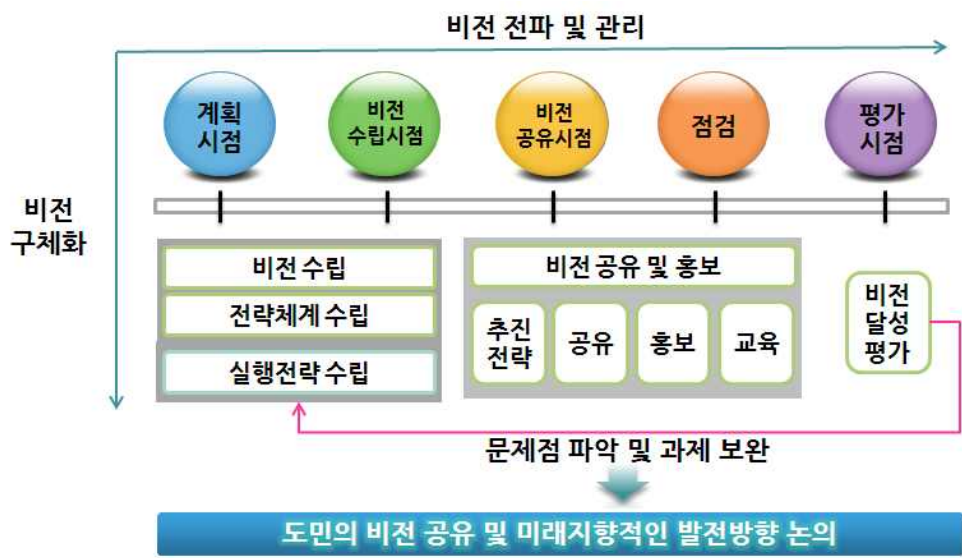 비전 전파 및 관리
계획
시점
비전
수립시점
비전
공유시점
점검
평가
시점
비전
구체화
비전 수립
전략체계 수립
실행전략 수립
비전 공유 및 홍보
추진
전략
공유
홍보
교육
비전
달성
평가
문제점 파악 및 과제 보완
도민의 비전 공유 및 미래지향적인 발전방향 논의